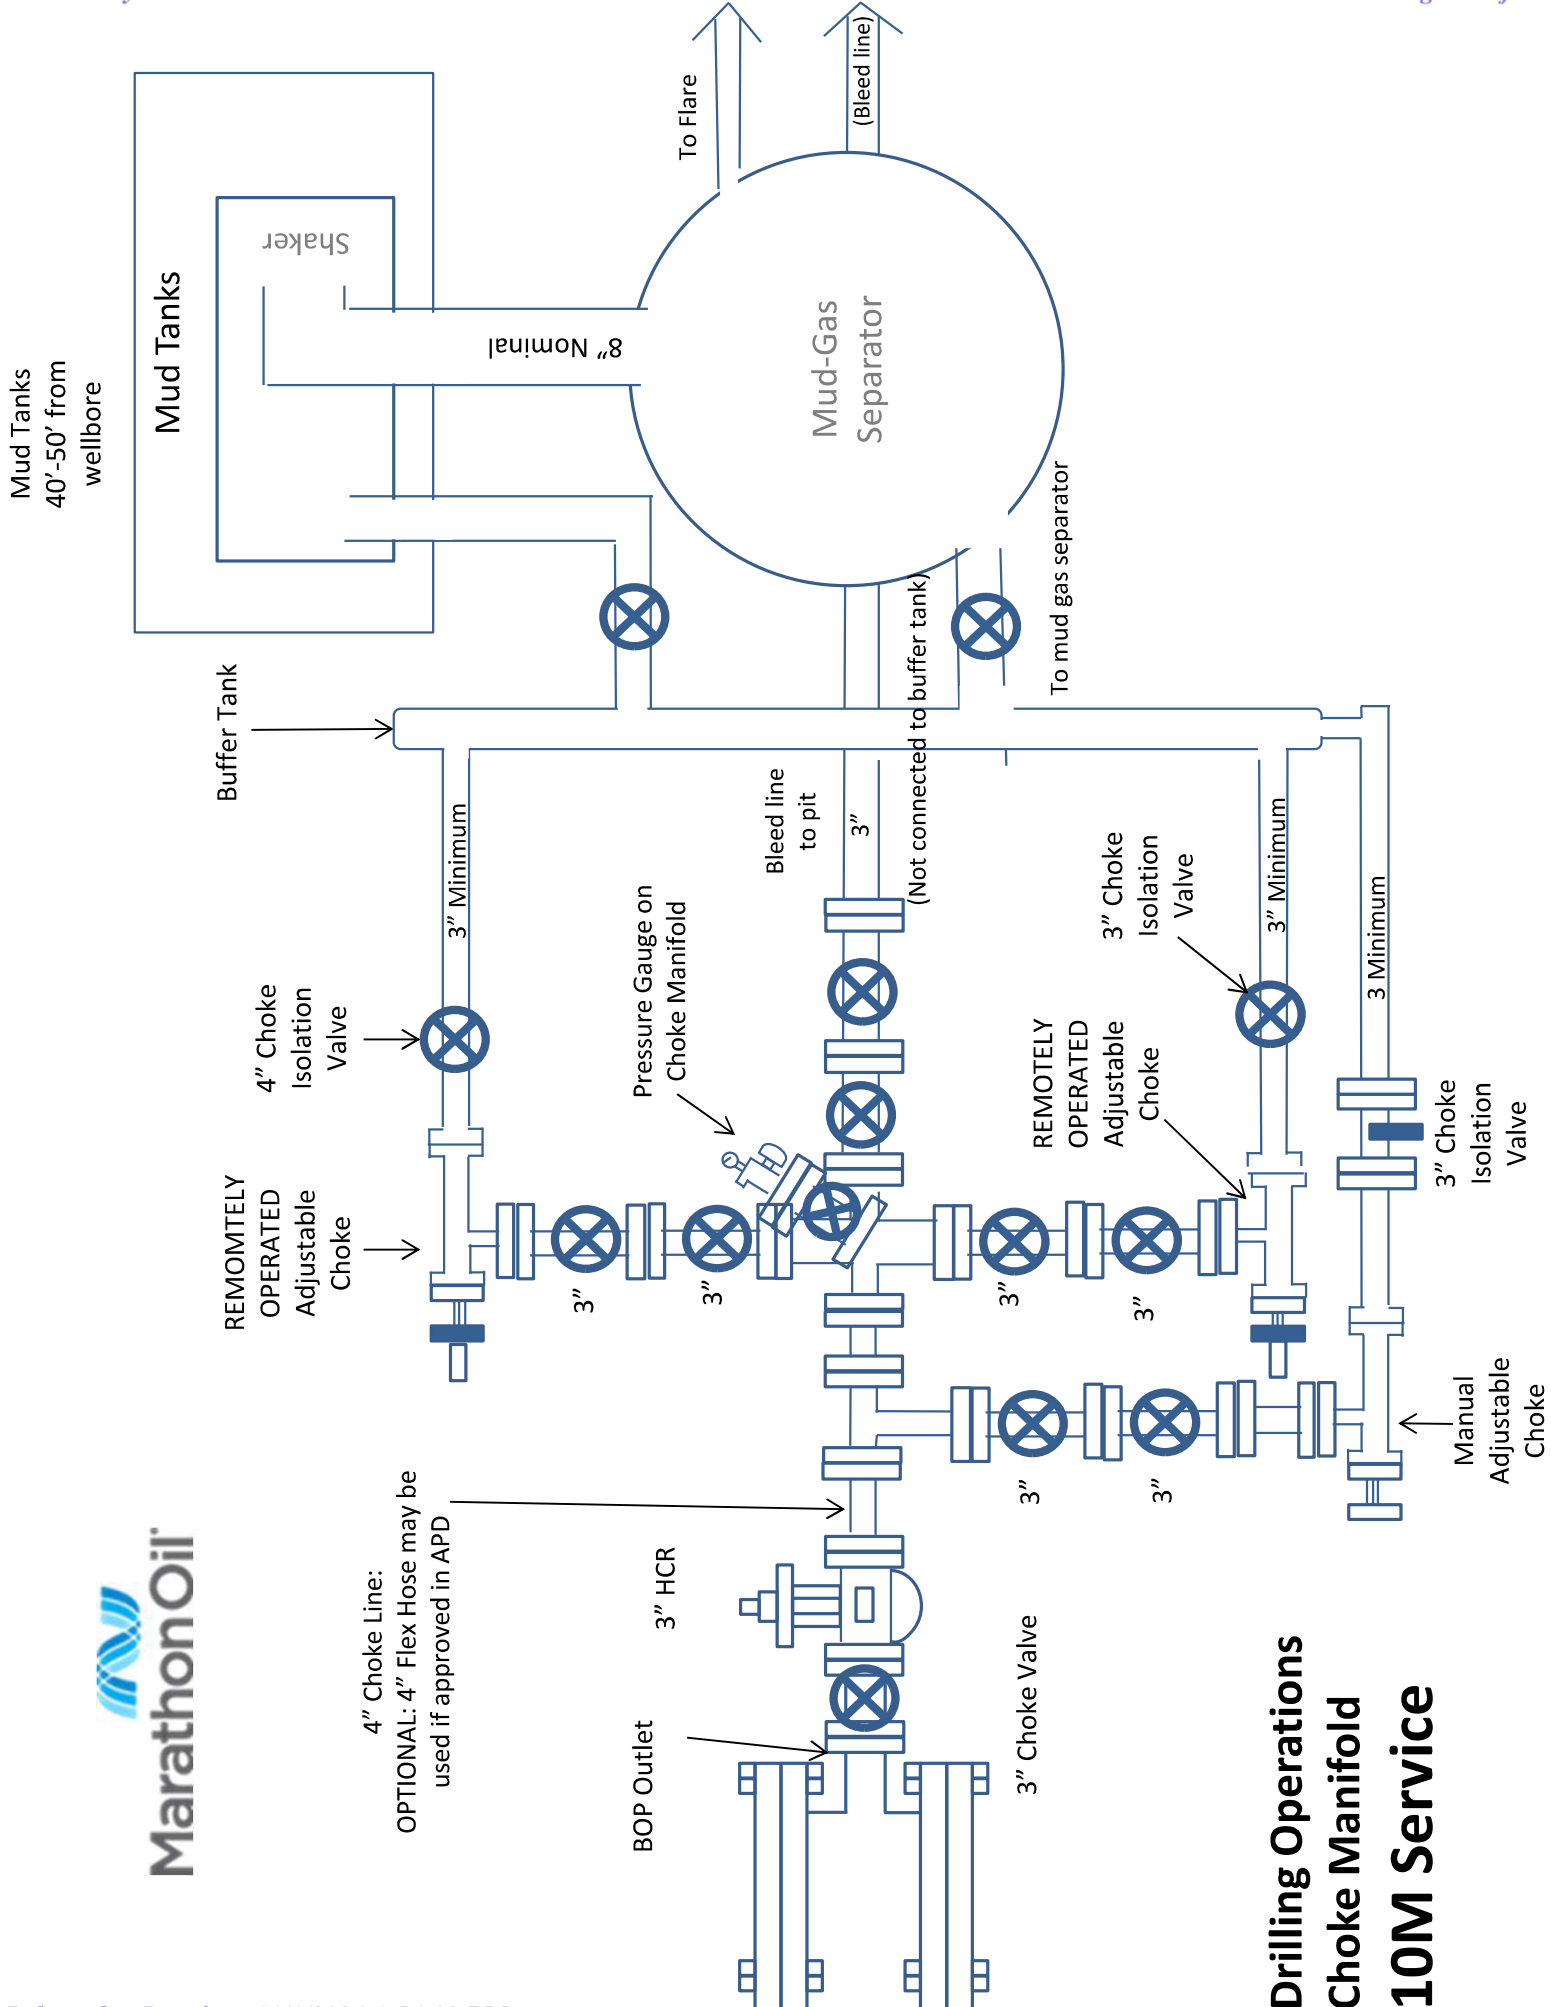 MarathonOil
Drilling Operations
Choke Manifold
10M Service
Mud Tanks
40’-50’ from
wellbore
Mud Tanks
Shaker
8” Nominal
To Flare
(Bleed line)
Mud-Gas
Separator
To mud gas separator
Buffer Tank
3” Minimum
Bleed line
to pit
3”
(Not connected to buffer tank)
3” Choke
Isolation
Valve
3” Minimum
3 Minimum
4” Choke
Isolation
Valve
Pressure Gauge on
Choke Manifold
REMOTELY
OPERATED
Adjustable
Choke
3” Choke
Isolation
Valve
REMOMTELY
OPERATED
Adjustable
Choke
3”
3”
3”
3”
Manual
Adjustable
Choke
3”
3”
4” Choke Line:
OPTIONAL: 4” Flex Hose may be
used if approved in APD
3” HCR
BOP Outlet
3” Choke Valve